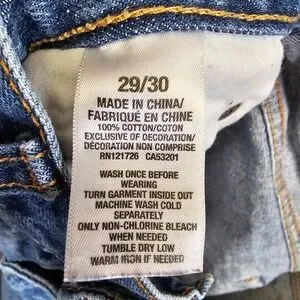 29/30
MADE IN CHINA/
FABRIQUÉ EN CHINE
100% COTTON/COTON
EXCLUSIVE OF DECORATION/
DÉCORATION NON COMPRISE
RN121726 CA53201
WASH ONCE BEFORE
WEARING
TURN GARMENT INSIDE OUT
MACHINE WASH COLD
SEPARATELY
ONLY NON-CHLORINE BLEACH
WHEN NEEDED
TUMBLE DRY LOW
WARM IRON IF NEEDED